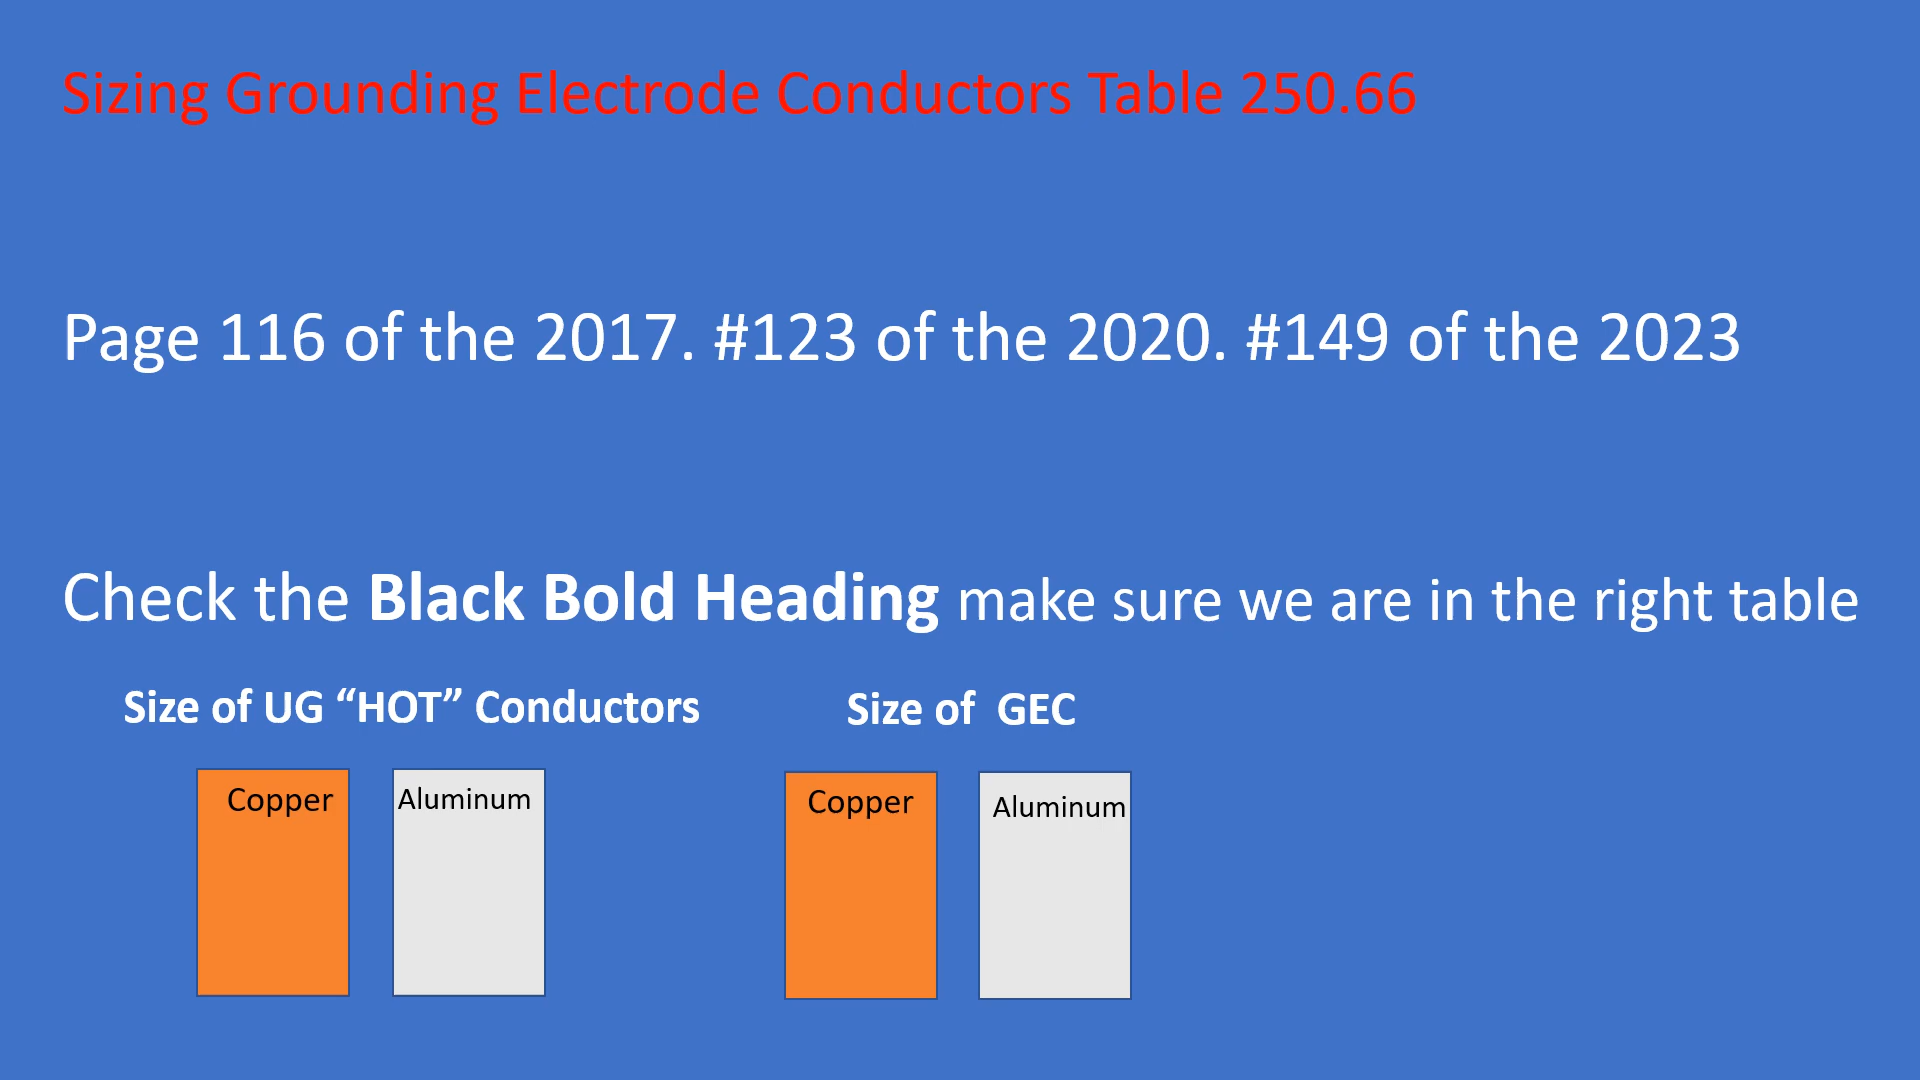 Sizing Grounding Electrode Conductors Table 250.66
Page 116 of the 2017. #123 of the 2020. #149 of the 2023
Check the Black Bold Heading make sure we are in the right table
Size of UG “HOT” Conductors
Size of GEC
Copper
Aluminum
Copper
Aluminum